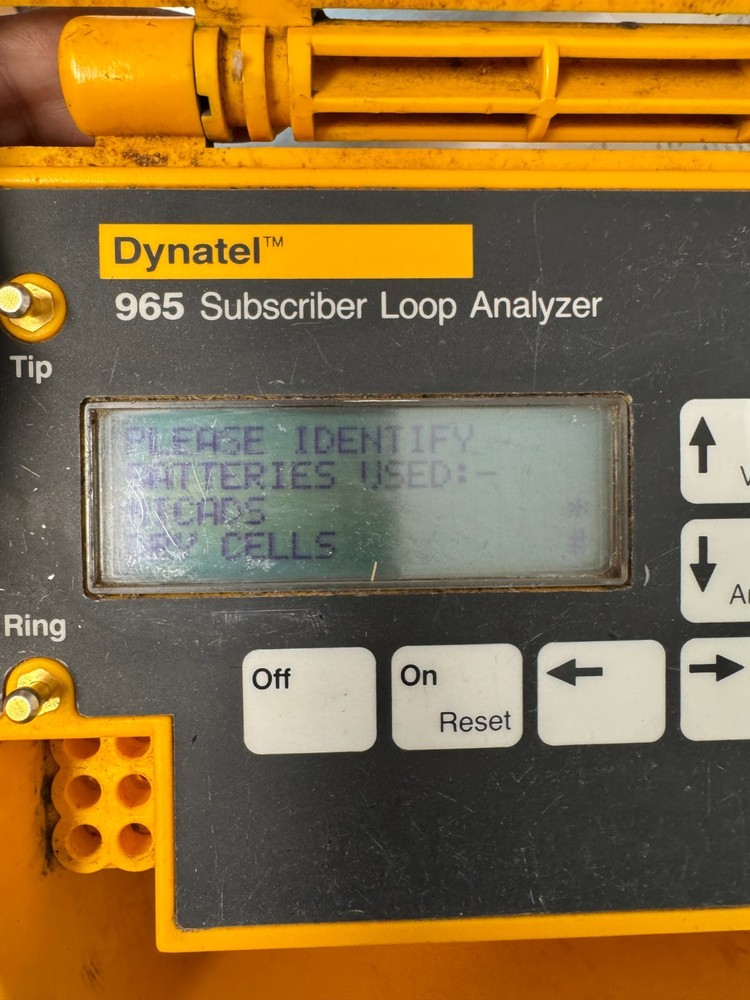 Dynatel™
965 Subscriber Loop Analyzer
Tip
PLEASE IDENTIFY
BATTERIES USED:-
NICADS *
DRY CELLS #
Ring
Off
On
Reset